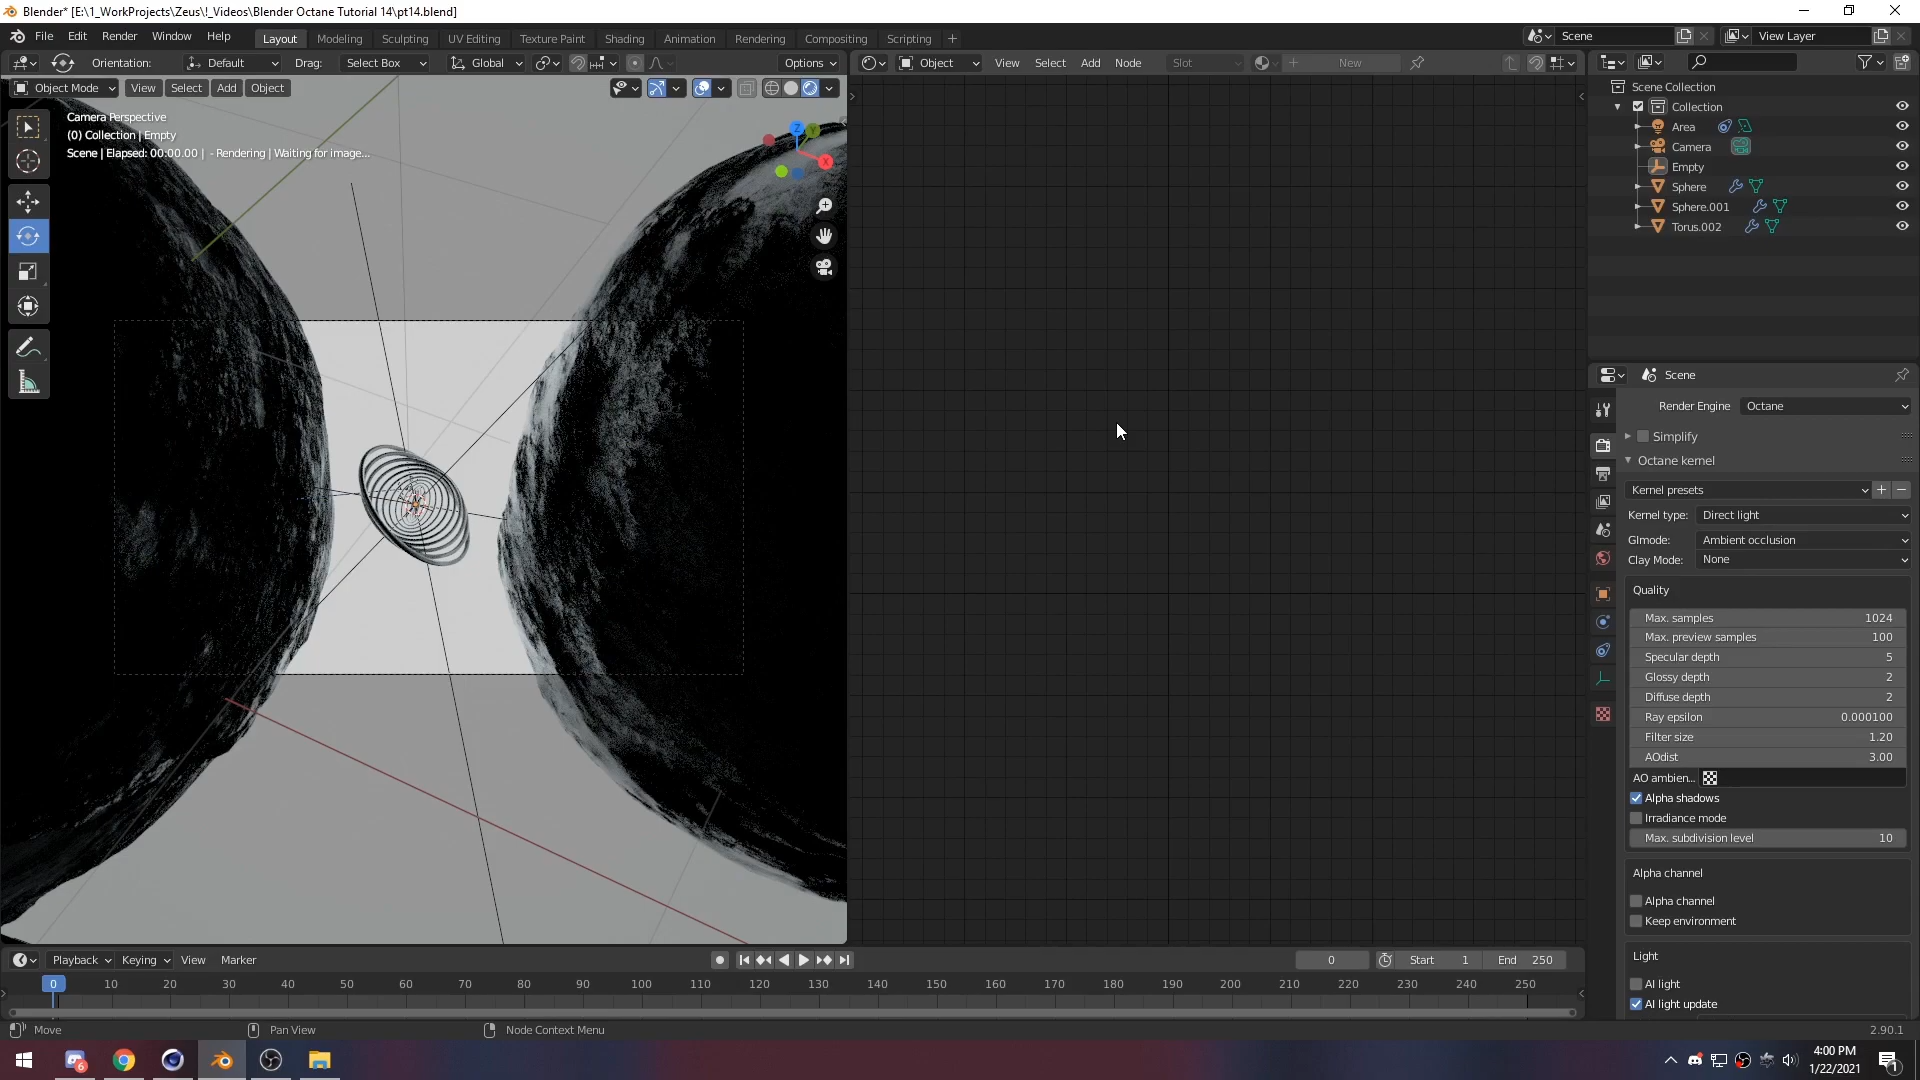 Blender* [E:\1_WorkProjects\Zeus\!_Videos\Blender Octane Tutorial 14\pt14.blend]
File Edit Render Window Help Layout Modeling Sculpting UV Editing Texture Paint Shading Animation Rendering Compositing Scripting + Scene View Layer
Orientation: Default Drag: Select Box Global Options Object View Select Add Node Slot New
Object Mode View Select Add Object
Camera Perspective
(0) Collection | Empty
Scene | Elapsed: 00:00.00 | - Rendering | Waiting for image...
Z
Y
X
Scene Collection
Collection
Area
Camera
Empty
Sphere
Sphere.001
Torus.002
Scene
Render Engine Octane
Simplify
Octane kernel
Kernel presets
Kernel type: Direct light
GImode: Ambient occlusion
Clay Mode: None
Quality
Max. samples 1024
Max. preview samples 100
Specular depth 5
Glossy depth 2
Diffuse depth 2
Ray epsilon 0.000100
Filter size 1.20
AOdist 3.00
AO ambien...
Alpha shadows
Irradiance mode
Max. subdivision level 10
Alpha channel
Alpha channel
Keep environment
Light
AI light
AI light update
Playback Keying View Marker 0 Start 1 End 250
0 10 20 30 40 50 60 70 80 90 100 110 120 130 140 150 160 170 180 190 200 210 220 230 240 250
Move Pan View Node Context Menu 2.90.1
6
4:00 PM
1/22/2021
1